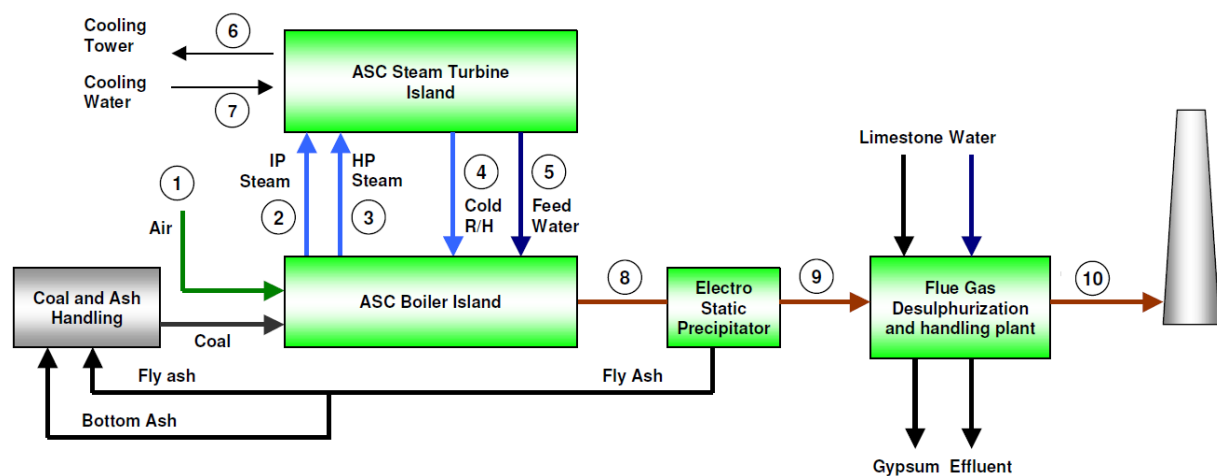 Cooling
Tower
6
Cooling
Water
7
ASC Steam Turbine
Island
1
Air
IP
Steam
2
HP
Steam
3
4
Cold
R/H
5
Feed
Water
Limestone Water
Coal and Ash
Handling
Coal
ASC Boiler Island
8
Electro
Static
Precipitator
9
Flue Gas
Desulphurization
and handling plant
10
Fly ash
Fly Ash
Bottom Ash
Gypsum Effluent